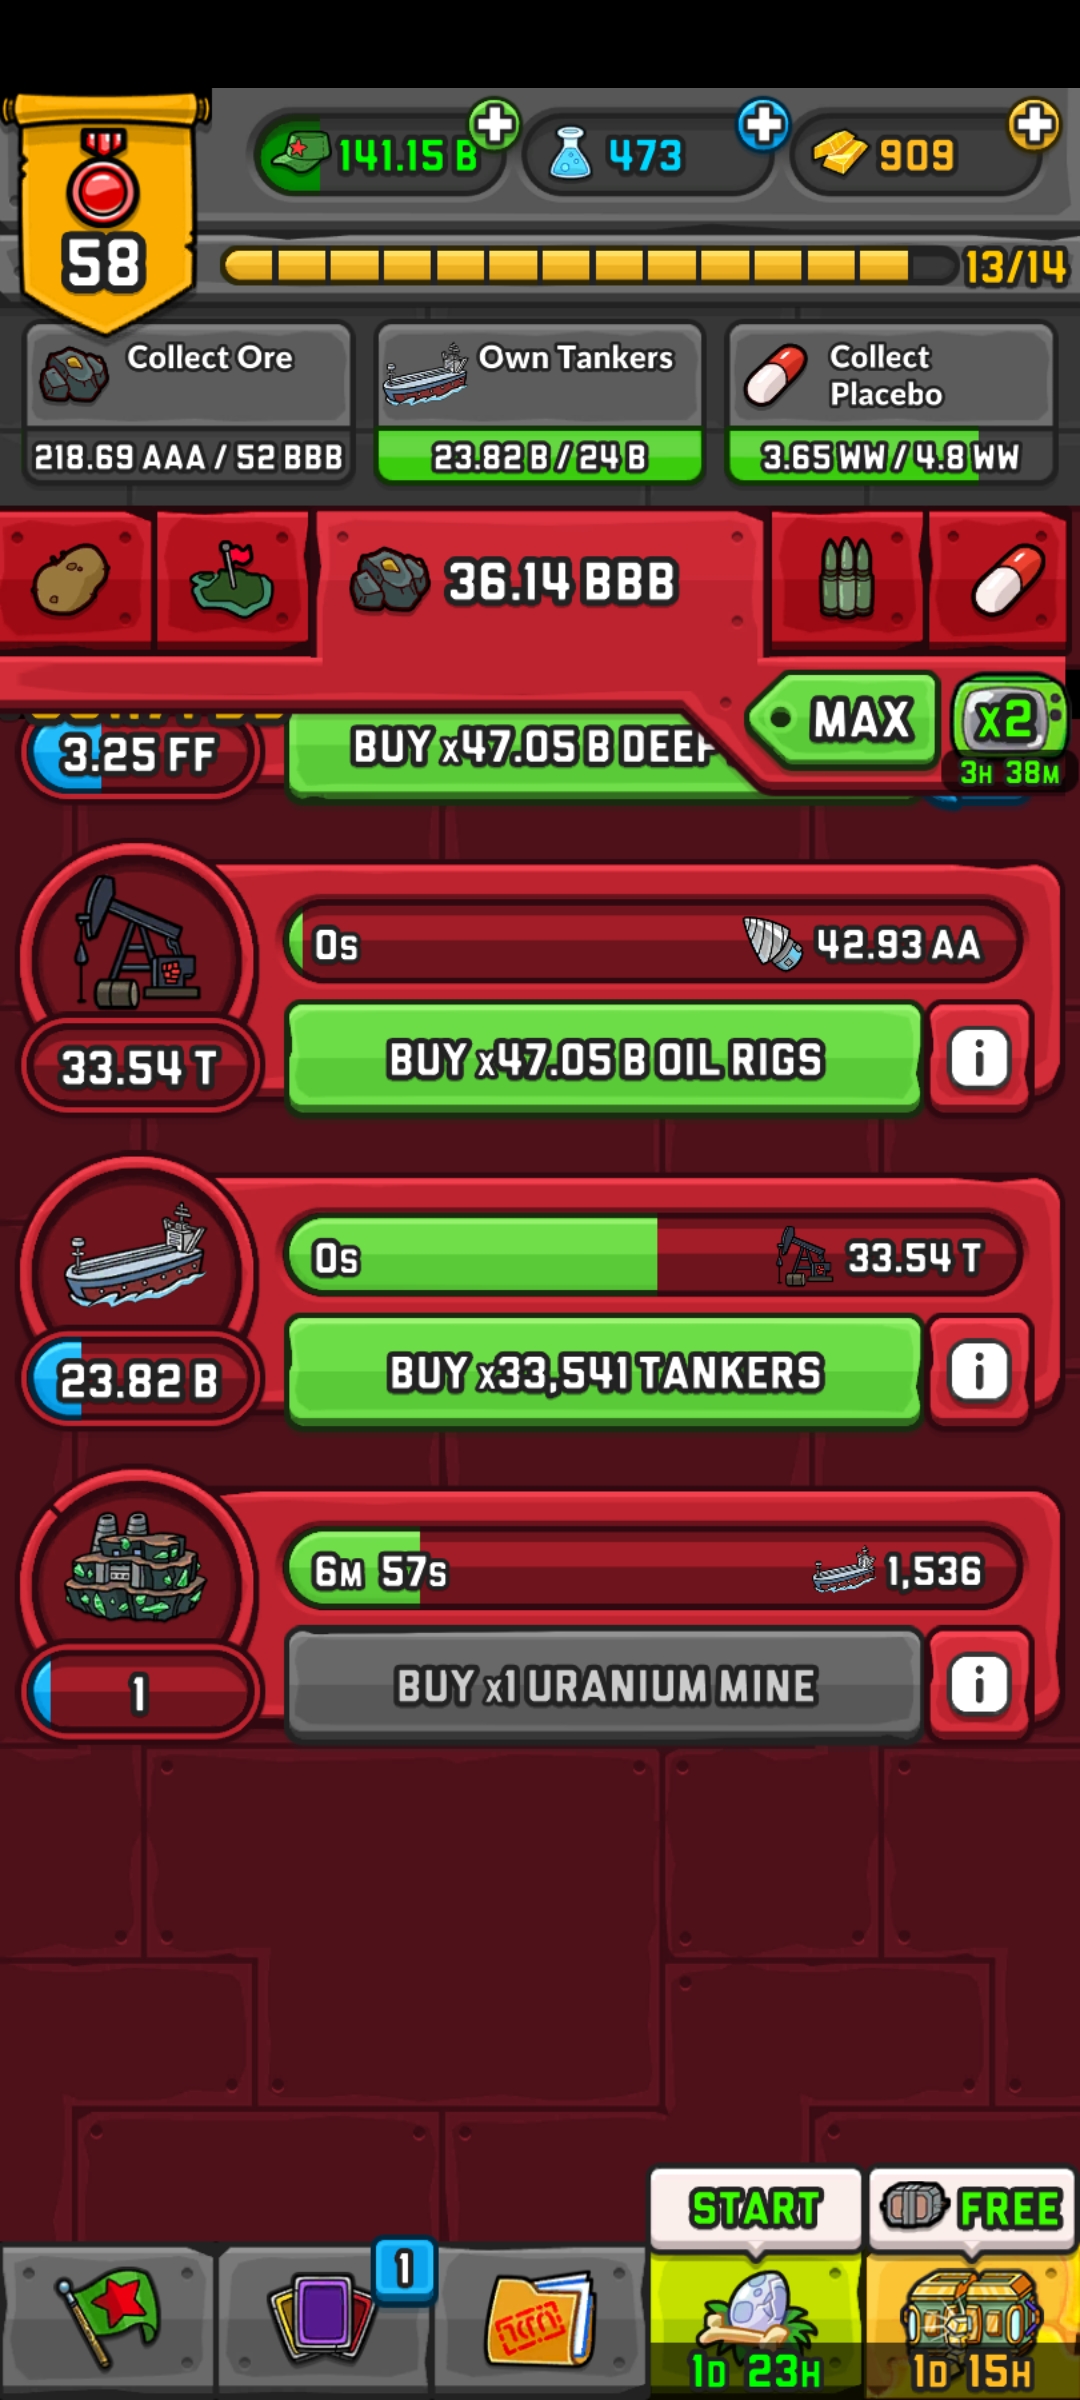 141.15 B
473
909
58
13/14
Collect Ore
218.69 AAA / 52 BBB
Own Tankers
23.82 B / 24 B
Collect
Placebo
3.65 WW / 4.8 WW
36.14 BBB
MAX
x2
3H 38M
3.25 FF
BUY x47.05 B DEEP
0s
42.93 AA
33.54 T
BUY x47.05 B OIL RIGS
i
0s
33.54 T
23.82 B
BUY x33,541 TANKERS
i
6M 57s
1,536
1
BUY x1 URANIUM MINE
i
START
FREE
1
1D 23H
1D 15H